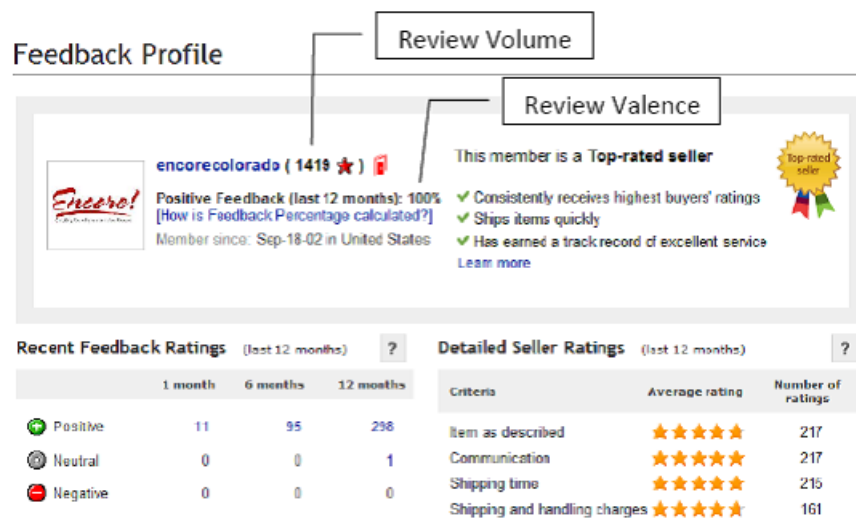 Review Volume
Feedback Profile
Review Valence
encorecolorado ( 1419 )
This member is a Top-rated seller
Top-rated
seller
Encore!
Positive Feedback (last 12 months): 100%
[How is Feedback Percentage calculated?]
Member since: Sep-18-02 in United States
Consistently receives highest buyers' ratings
Ships items quickly
Has earned a track record of excellent service
Learn more
Recent Feedback Ratings (last 12 months) ?
1 month 6 months 12 months
Positive 11 95 298
Neutral 0 0 1
Negative 0 0 0
Detailed Seller Ratings (last 12 months) ?
Criteria Average rating Number of
ratings
Item as described 217
Communication 217
Shipping time 215
Shipping and handling charges 161